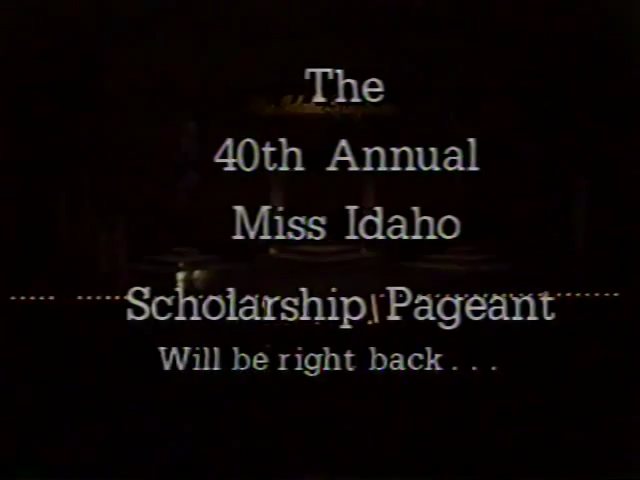 The
40th Annual
Miss Idaho
Scholarship Pageant
Will be right back...